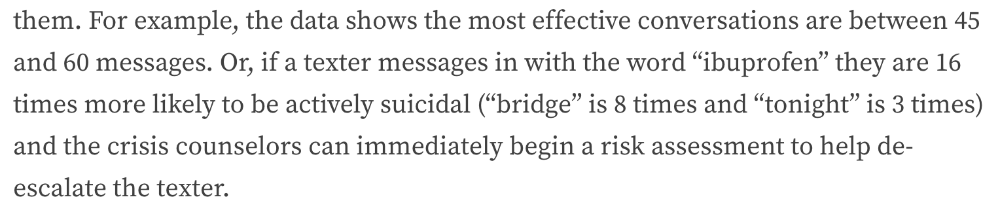 them. For example, the data shows the most effective conversations are between 45
and 60 messages. Or, if a texter messages in with the word “ibuprofen” they are 16
times more likely to be actively suicidal (“bridge” is 8 times and “tonight” is 3 times)
and the crisis counselors can immediately begin a risk assessment to help de-
escalate the texter.